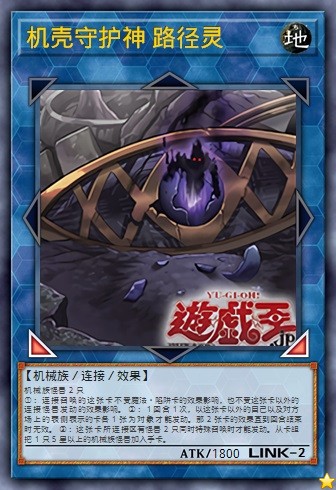 机壳守护神 路径灵
地
YU-GI-OH!
遊戯王
.JP
【机械族/连接/效果】
机械族怪兽2只
①：连接召唤的这张卡不受魔法·陷阱卡的效果影响，也不受这张卡以外的
连接怪兽发动的效果影响。②：1回合1次，以这张卡以外的自己以及对方
场上的表侧表示的卡各1张为对象才能发动。那2张卡的效果直到回合结束
时无效。③：这张卡所连接区有怪兽2只同时特殊召唤时才能发动。从卡组
把1只5星以上的机械族怪兽加入手卡。
ATK/1800 LINK-2